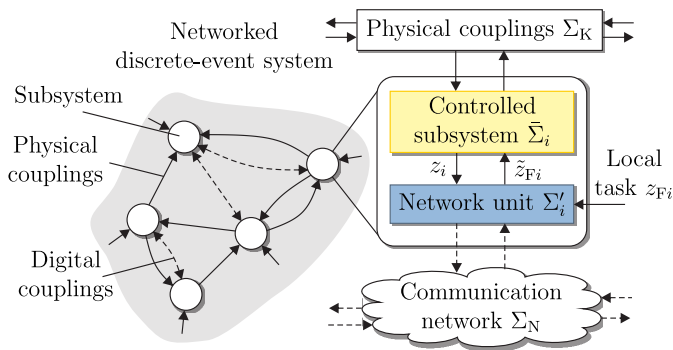 Networked
discrete-event system
Subsystem
Physical
couplings
Digital
couplings
Physical couplings Σ_K
Controlled
subsystem Σ̄_i
z_i
z̃_Fi
Network unit Σ′_i
Local
task z_Fi
Communication
network Σ_N